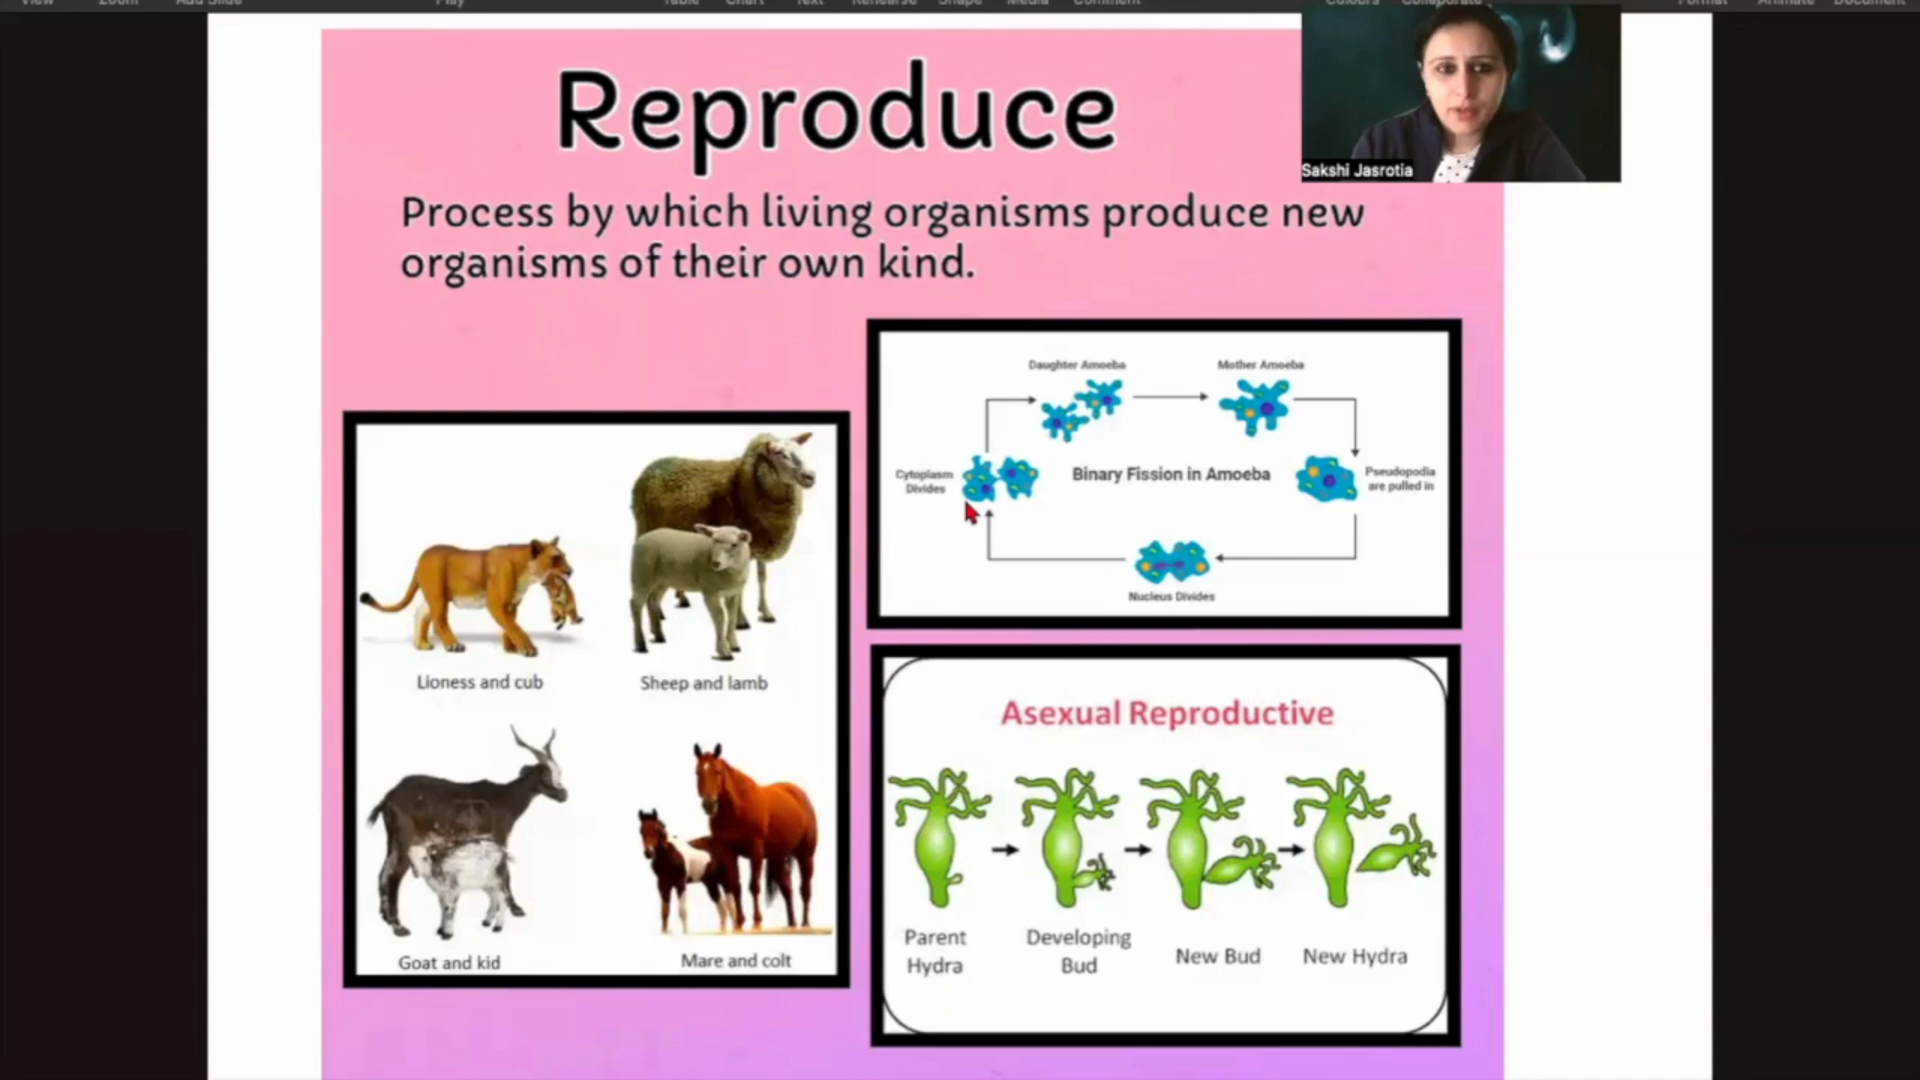 View Zoom Add Slide Play Table Chart Text Rehearse Shape Media Comment Colours Collaborate Format Animate Document
Reproduce
Sakshi Jasrotia
Process by which living organisms produce new
organisms of their own kind.
Daughter Amoeba
Mother Amoeba
Cytoplasm
Divides
Binary Fission in Amoeba
Pseudopodia
are pulled in
Nucleus Divides
Lioness and cub
Sheep and lamb
Goat and kid
Mare and colt
Asexual Reproductive
Parent
Hydra
Developing
Bud
New Bud
New Hydra